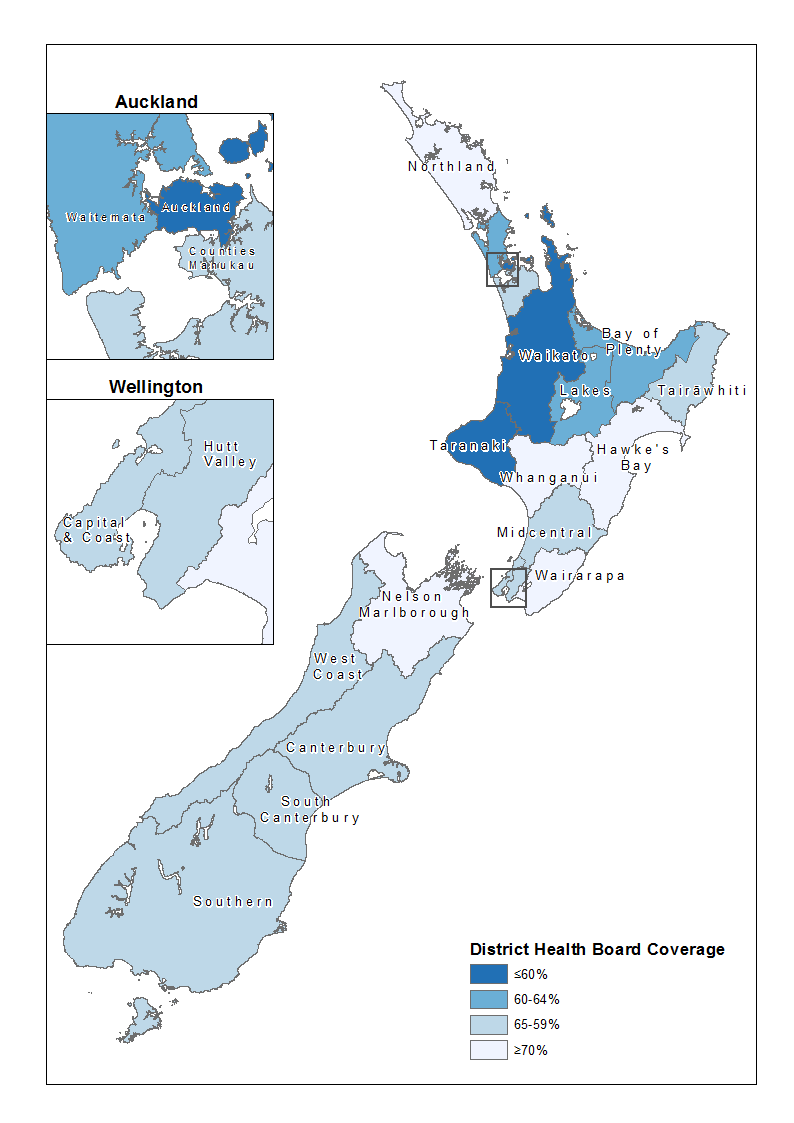 Auckland
Waitemata
Auckland
Counties
Manukau
Wellington
Hutt
Valley
Capital
& Coast
Northland
Waikato
Bay of
Plenty
Lakes
Tairāwhiti
Taranaki
Hawke's
Bay
Whanganui
Midcentral
Wairarapa
Nelson
Marlborough
West
Coast
Canterbury
South
Canterbury
Southern
District Health Board Coverage
≤60%
60-64%
65-59%
≥70%